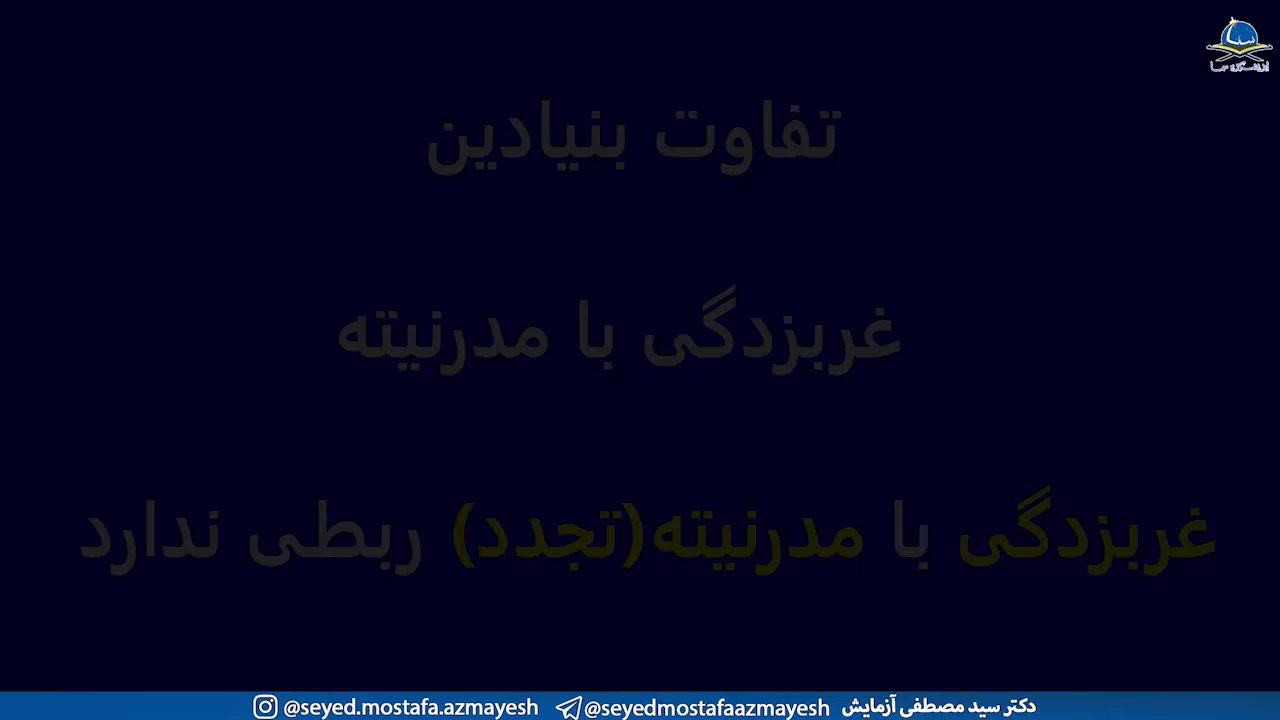 تفاوت بنیادین
غربزدگی با مدرنیته
غربزدگی با مدرنیته(تجدد) ربطی ندارد
@seyed.mostafa.azmayesh @seyedmostafaazmayesh دکتر سید مصطفی آزمایش